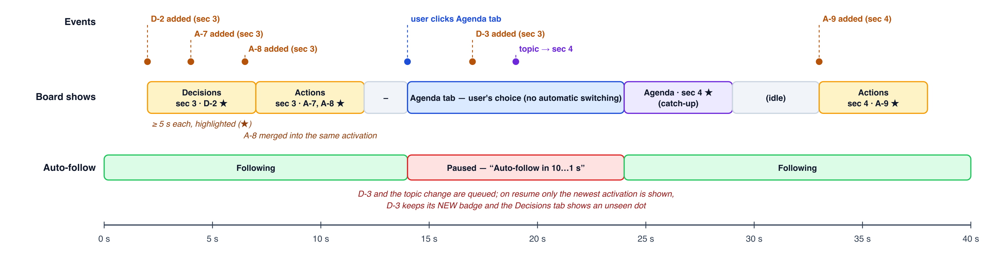 Events
D-2 added (sec 3)
user clicks Agenda tab
A-9 added (sec 4)
A-7 added (sec 3)
D-3 added (sec 3)
A-8 added (sec 3)
topic → sec 4
Board shows
Decisions
sec 3 · D-2 ★
Actions
sec 3 · A-7, A-8 ★
–
Agenda tab — user's choice (no automatic switching)
Agenda · sec 4 ★
(catch-up)
(idle)
Actions
sec 4 · A-9 ★
≥ 5 s each, highlighted (★)
A-8 merged into the same activation
Auto-follow
Following
Paused — “Auto-follow in 10…1 s”
Following
D-3 and the topic change are queued; on resume only the newest activation is shown,
D-3 keeps its NEW badge and the Decisions tab shows an unseen dot
0 s
5 s
10 s
15 s
20 s
25 s
30 s
35 s
40 s